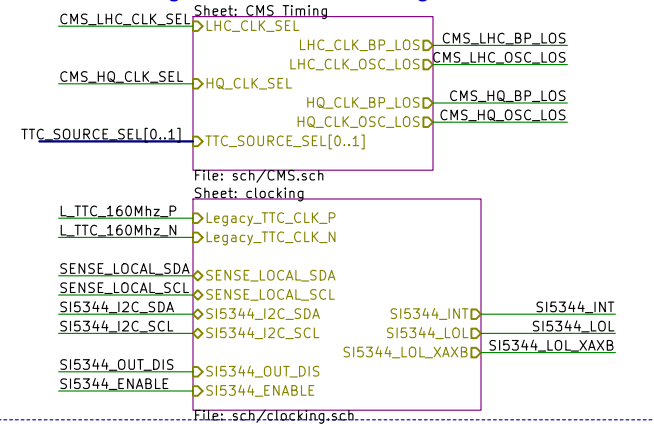 Sheet: CMS Timing
CMS_LHC_CLK_SEL
LHC_CLK_SEL
LHC_CLK_BP_LOS
CMS_LHC_BP_LOS
LHC_CLK_OSC_LOS
CMS_LHC_OSC_LOS
CMS_HQ_CLK_SEL
HQ_CLK_SEL
HQ_CLK_BP_LOS
CMS_HQ_BP_LOS
HQ_CLK_OSC_LOS
CMS_HQ_OSC_LOS
TTC_SOURCE_SEL[0..1]
TTC_SOURCE_SEL[0..1]
File: sch/CMS.sch
Sheet: clocking
L_TTC_160Mhz_P
Legacy_TTC_CLK_P
L_TTC_160Mhz_N
Legacy_TTC_CLK_N
SENSE_LOCAL_SDA
SENSE_LOCAL_SDA
SENSE_LOCAL_SCL
SENSE_LOCAL_SCL
SI5344_I2C_SDA
SI5344_I2C_SDA
SI5344_INT
SI5344_INT
SI5344_I2C_SCL
SI5344_I2C_SCL
SI5344_LOL
SI5344_LOL
SI5344_LOL_XAXB
SI5344_LOL_XAXB
SI5344_OUT_DIS
SI5344_OUT_DIS
SI5344_ENABLE
SI5344_ENABLE
File: sch/clocking.sch